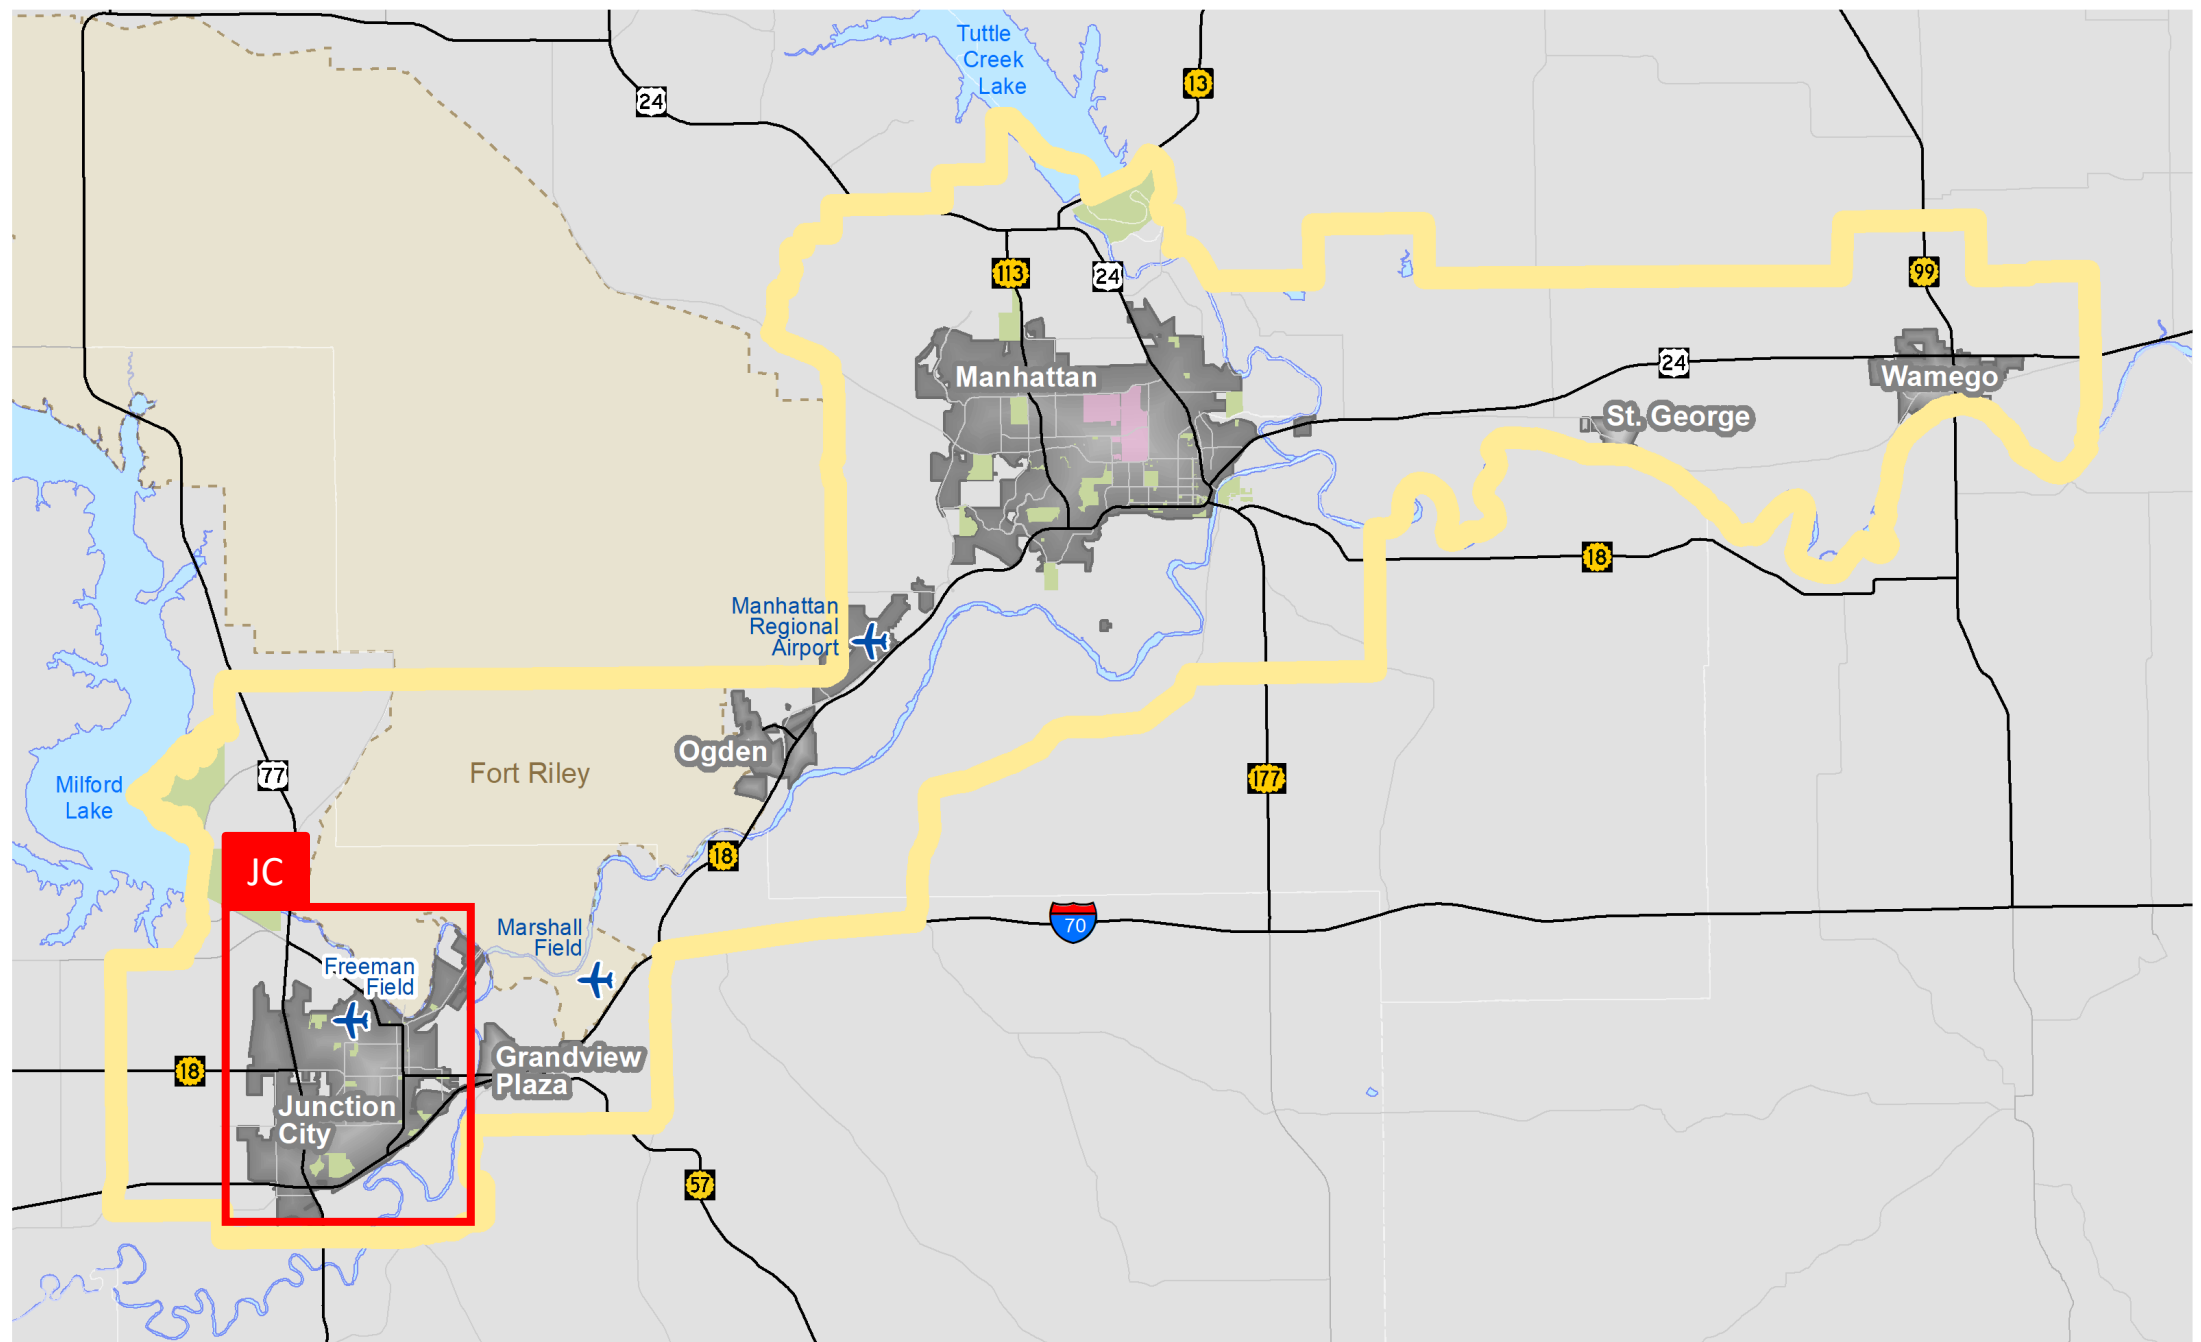 Tuttle
Creek
Lake
13
24
113
24
99
24
Manhattan
Wamego
St. George
18
Manhattan
Regional
Airport
Ogden
Fort Riley
77
177
Milford
Lake
18
JC
70
Marshall
Field
Freeman
Field
18
Grandview
Plaza
Junction
City
57